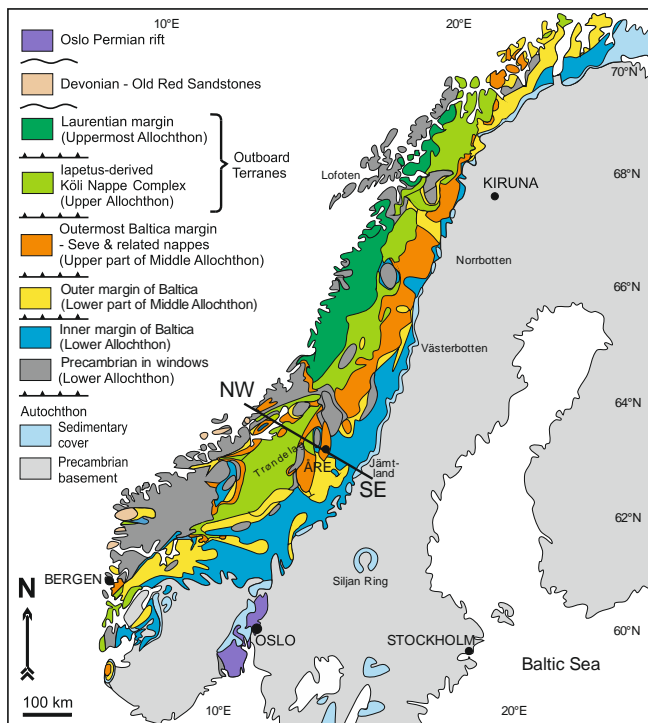 10°E
20°E
Oslo Permian rift
Devonian - Old Red Sandstones
Laurentian margin
(Uppermost Allochthon)
Iapetus-derived
Köli Nappe Complex
(Upper Allochthon)
Outboard
Terranes
Outermost Baltica margin
- Seve & related nappes
(Upper part of Middle Allochthon)
Outer margin of Baltica
(Lower part of Middle Allochthon)
Inner margin of Baltica
(Lower Allochthon)
Precambrian in windows
(Lower Allochthon)
Autochthon
Sedimentary
cover
Precambrian
basement
70°N
68°N
Lofoten
KIRUNA
Norrbotten
66°N
Västerbotten
64°N
NW
Trøndelag
ÅRE
Jämt-
land
SE
62°N
BERGEN
Siljan Ring
N
OSLO
STOCKHOLM
60°N
Baltic Sea
100 km
10°E
20°E